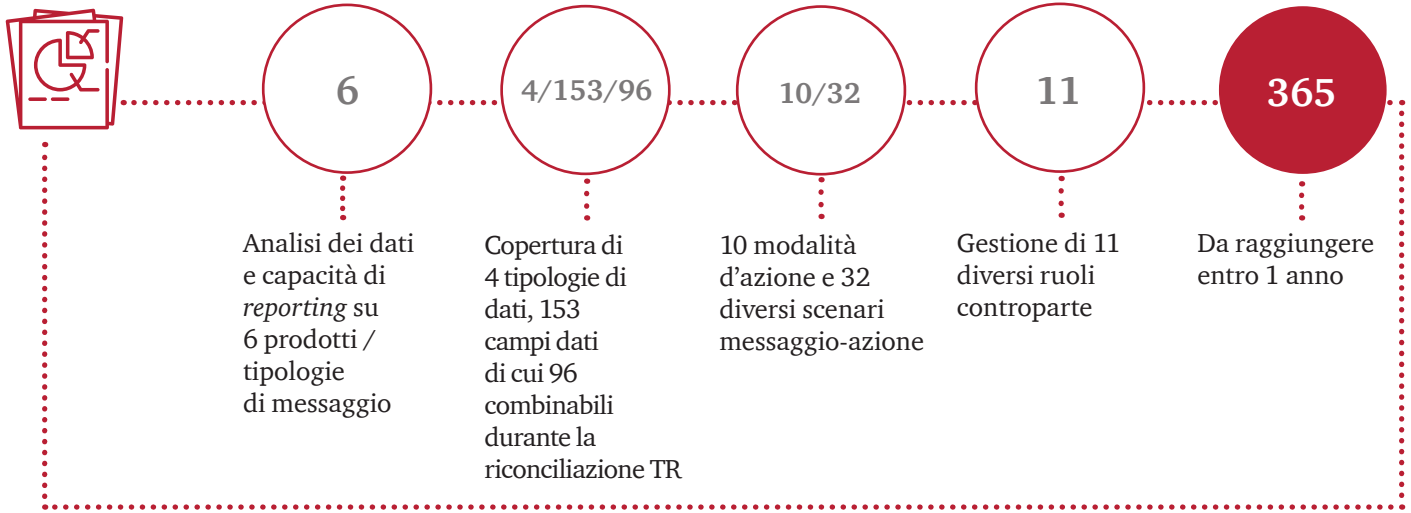 6
4/153/96
10/32
11
365
Analisi dei dati
e capacità di
reporting su
6 prodotti /
tipologie
di messaggio
Copertura di
4 tipologie di
dati, 153
campi dati
di cui 96
combinabili
durante la
riconciliazione TR
10 modalità
d’azione e 32
diversi scenari
messaggio-azione
Gestione di 11
diversi ruoli
controparte
Da raggiungere
entro 1 anno